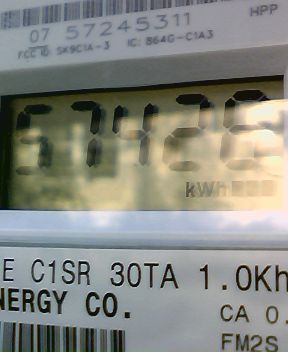 HPP
07 57245311
FCC ID: SK9C1A-3 IC: 864G-C1A3
57428
kWh
E C1SR 30TA 1.0Kh
NERGY CO.
CA 0.
FM2S